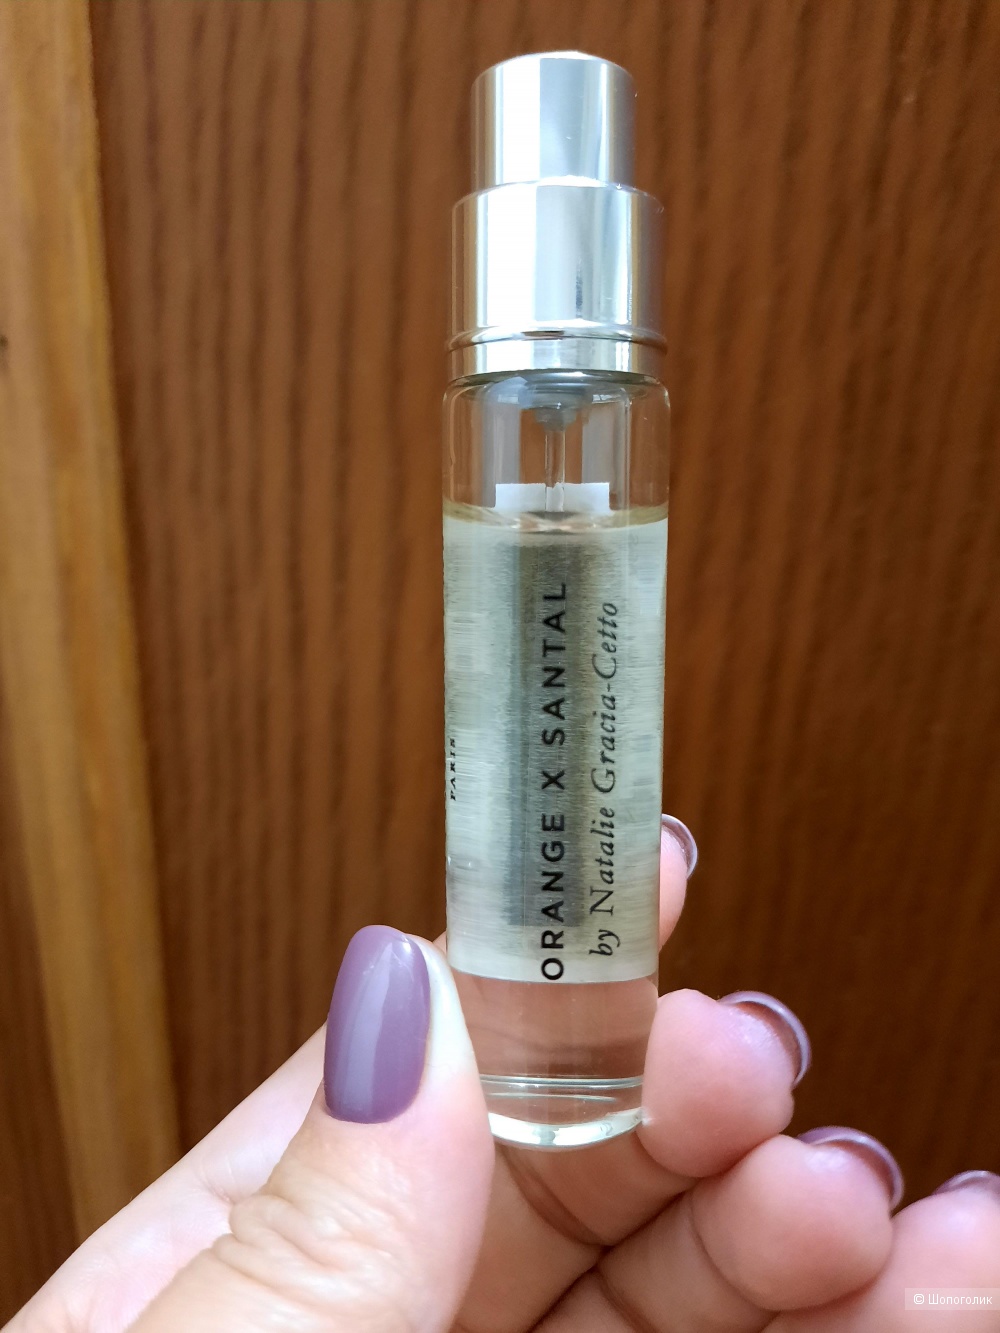 PARIS
ORANGE X SANTAL
by Natalie Gracia-Cetto
© Шопоголик